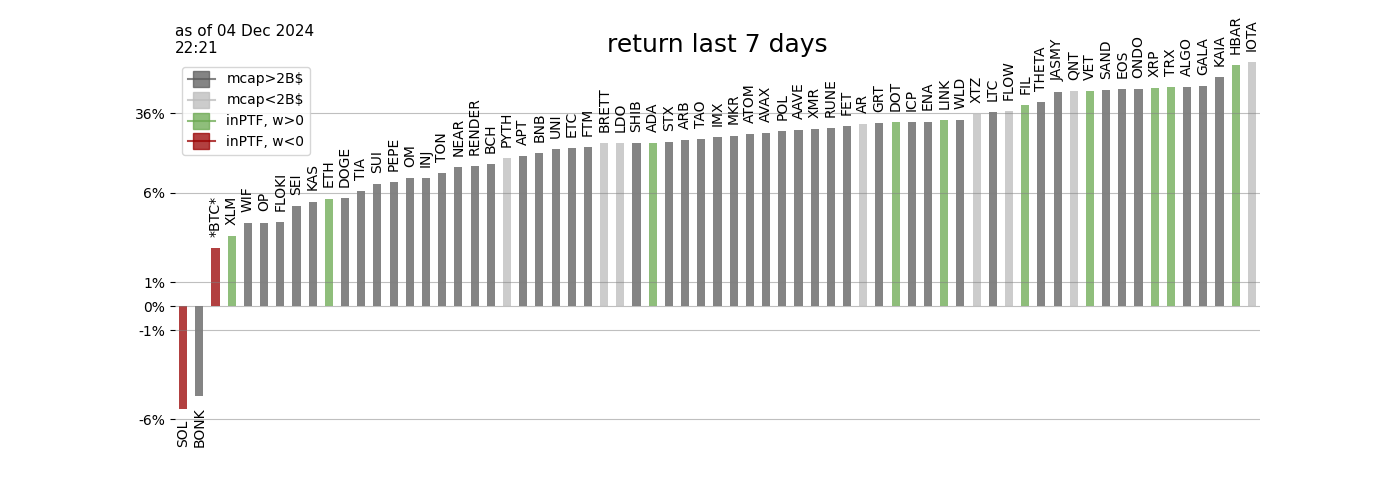 as of 04 Dec 2024
22:21
return last 7 days
mcap>2B$
mcap<2B$
inPTF, w>0
inPTF, w<0
36%
6%
1%
0%
-1%
-6%
SOL
BONK
*BTC*
XLM
WIF
OP
FLOKI
SEI
KAS
ETH
DOGE
TIA
SUI
PEPE
OM
INJ
TON
NEAR
RENDER
BCH
PYTH
APT
BNB
UNI
ETC
FTM
BRETT
LDO
SHIB
ADA
STX
ARB
TAO
IMX
MKR
ATOM
AVAX
POL
AAVE
XMR
RUNE
FET
AR
GRT
DOT
ICP
ENA
LINK
WLD
XTZ
LTC
FLOW
FIL
THETA
JASMY
QNT
VET
SAND
EOS
ONDO
XRP
TRX
ALGO
GALA
KAIA
HBAR
IOTA